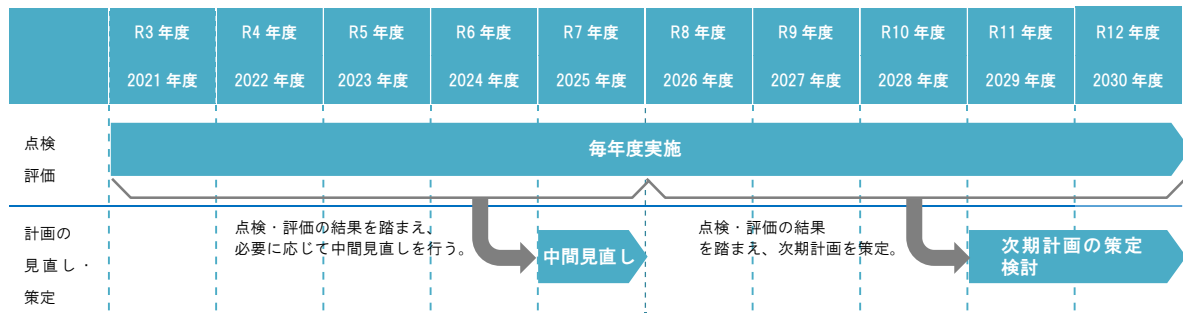 R3 年度 R4 年度 R5 年度 R6 年度 R7 年度 R8 年度 R9 年度 R10 年度 R11 年度 R12 年度
2021 年度 2022 年度 2023 年度 2024 年度 2025 年度 2026 年度 2027 年度 2028 年度 2029 年度 2030 年度
点検
評価
毎年度実施
計画の
見直し・
策定
点検・評価の結果を踏まえ、
必要に応じて中間見直しを行う。
中間見直し
点検・評価の結果
を踏まえ、次期計画を策定。
次期計画の策定
検討